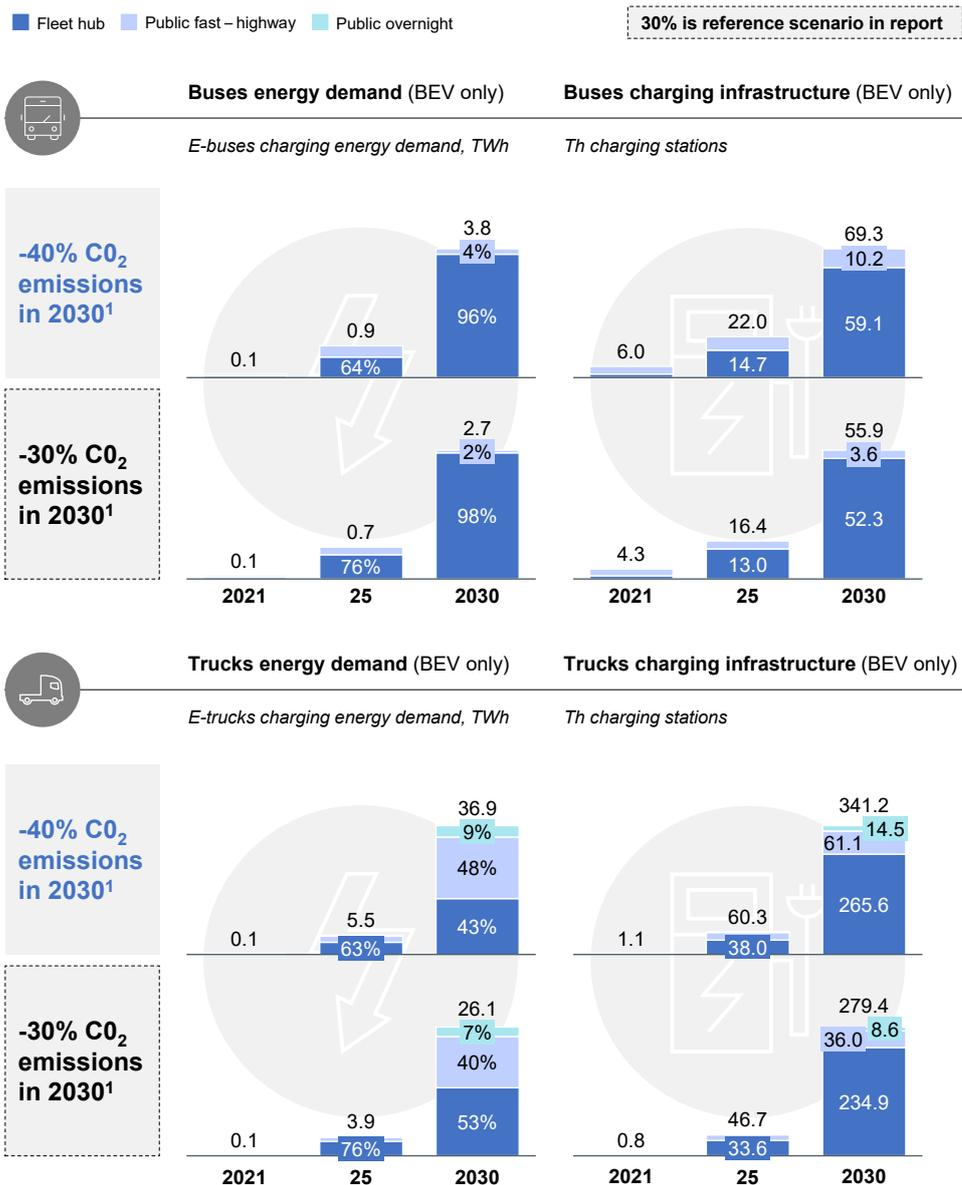 Fleet hub Public fast – highway Public overnight
30% is reference scenario in report
Buses energy demand (BEV only)
Buses charging infrastructure (BEV only)
E-buses charging energy demand, TWh
Th charging stations
-40% C0₂
emissions
in 2030¹
0.1
0.9
64%
3.8
4%
96%
6.0
22.0
14.7
69.3
10.2
59.1
-30% C0₂
emissions
in 2030¹
0.1
0.7
76%
2.7
2%
98%
4.3
16.4
13.0
55.9
3.6
52.3
2021 25 2030
2021 25 2030
Trucks energy demand (BEV only)
Trucks charging infrastructure (BEV only)
E-trucks charging energy demand, TWh
Th charging stations
-40% C0₂
emissions
in 2030¹
0.1
5.5
63%
36.9
9%
48%
43%
1.1
60.3
38.0
341.2
14.5
61.1
265.6
-30% C0₂
emissions
in 2030¹
0.1
3.9
76%
26.1
7%
40%
53%
0.8
46.7
33.6
279.4
8.6
36.0
234.9
2021 25 2030
2021 25 2030